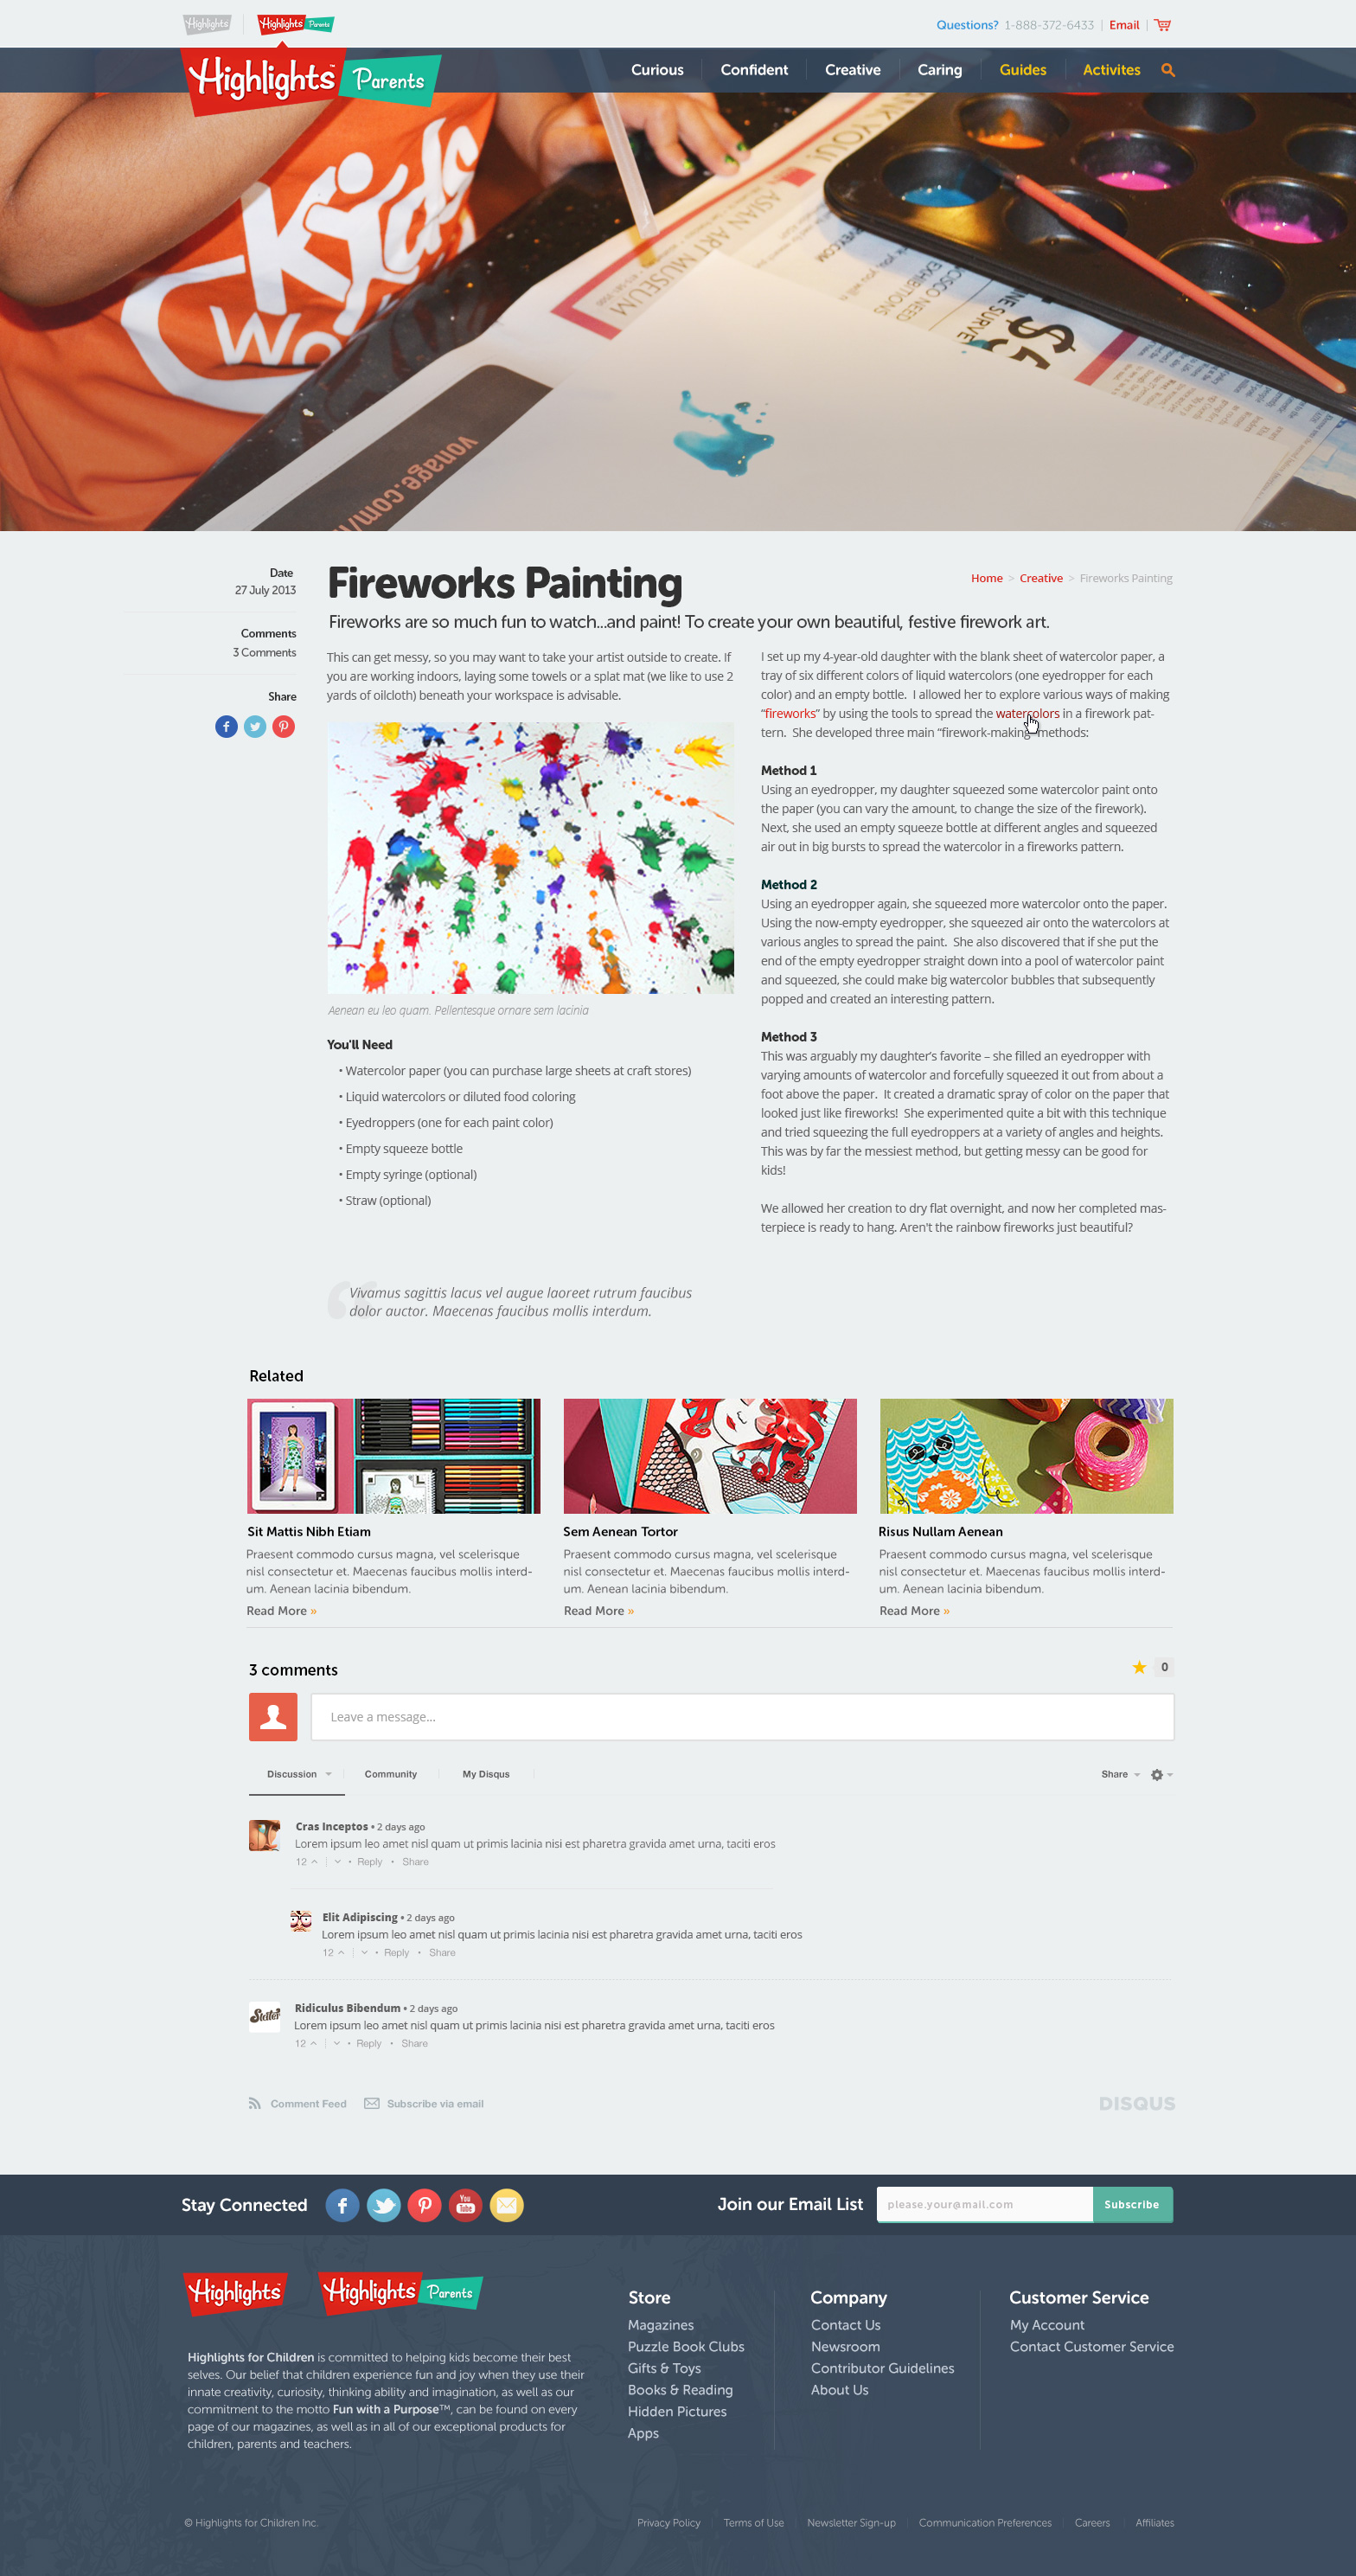 Highlights
Highlights Parents
Questions? 1-888-372-6433 | Email |
Highlights™ Parents
Curious
Confident
Creative
Caring
Guides
Activites
Kids
Wo
ASIAN ART MUSEUM
vonage.com/
$5
Date
27 July 2013
Comments
3 Comments
Share
Fireworks Painting
Home > Creative > Fireworks Painting
Fireworks are so much fun to watch...and paint! To create your own beautiful, festive firework art.
This can get messy, so you may want to take your artist outside to create. If
you are working indoors, laying some towels or a splat mat (we like to use 2
yards of oilcloth) beneath your workspace is advisable.
Aenean eu leo quam. Pellentesque ornare sem lacinia
You'll Need
• Watercolor paper (you can purchase large sheets at craft stores)
• Liquid watercolors or diluted food coloring
• Eyedroppers (one for each paint color)
• Empty squeeze bottle
• Empty syringe (optional)
• Straw (optional)
I set up my 4-year-old daughter with the blank sheet of watercolor paper, a
tray of six different colors of liquid watercolors (one eyedropper for each
color) and an empty bottle. I allowed her to explore various ways of making
“fireworks” by using the tools to spread the watercolors in a firework pat-
tern. She developed three main “firework-making” methods:
Method 1
Using an eyedropper, my daughter squeezed some watercolor paint onto
the paper (you can vary the amount, to change the size of the firework).
Next, she used an empty squeeze bottle at different angles and squeezed
air out in big bursts to spread the watercolor in a fireworks pattern.
Method 2
Using an eyedropper again, she squeezed more watercolor onto the paper.
Using the now-empty eyedropper, she squeezed air onto the watercolors at
various angles to spread the paint. She also discovered that if she put the
end of the empty eyedropper straight down into a pool of watercolor paint
and squeezed, she could make big watercolor bubbles that subsequently
popped and created an interesting pattern.
Method 3
This was arguably my daughter’s favorite – she filled an eyedropper with
varying amounts of watercolor and forcefully squeezed it out from about a
foot above the paper. It created a dramatic spray of color on the paper that
looked just like fireworks! She experimented quite a bit with this technique
and tried squeezing the full eyedroppers at a variety of angles and heights.
This was by far the messiest method, but getting messy can be good for
kids!
We allowed her creation to dry flat overnight, and now her completed mas-
terpiece is ready to hang. Aren't the rainbow fireworks just beautiful?
“Vivamus sagittis lacus vel augue laoreet rutrum faucibus
dolor auctor. Maecenas faucibus mollis interdum.
Related
Sit Mattis Nibh Etiam
Praesent commodo cursus magna, vel scelerisque
nisl consectetur et. Maecenas faucibus mollis interd-
um. Aenean lacinia bibendum.
Read More »
Sem Aenean Tortor
Praesent commodo cursus magna, vel scelerisque
nisl consectetur et. Maecenas faucibus mollis interd-
um. Aenean lacinia bibendum.
Read More »
Risus Nullam Aenean
Praesent commodo cursus magna, vel scelerisque
nisl consectetur et. Maecenas faucibus mollis interd-
um. Aenean lacinia bibendum.
Read More »
3 comments
0
Leave a message...
Discussion
Community
My Disqus
Share
Cras Inceptos • 2 days ago
Lorem ipsum leo amet nisl quam ut primis lacinia nisi est pharetra gravida amet urna, taciti eros
12 | • Reply • Share
Elit Adipiscing • 2 days ago
Lorem ipsum leo amet nisl quam ut primis lacinia nisi est pharetra gravida amet urna, taciti eros
12 | • Reply • Share
Ridiculus Bibendum • 2 days ago
Lorem ipsum leo amet nisl quam ut primis lacinia nisi est pharetra gravida amet urna, taciti eros
12 | • Reply • Share
Comment Feed
Subscribe via email
DISQUS
Stay Connected
You Tube
Join our Email List
please.your@mail.com
Subscribe
Highlights™
Highlights™ Parents
Highlights for Children is committed to helping kids become their best
selves. Our belief that children experience fun and joy when they use their
innate creativity, curiosity, thinking ability and imagination, as well as our
commitment to the motto Fun with a Purpose™, can be found on every
page of our magazines, as well as in all of our exceptional products for
children, parents and teachers.
Store
Magazines
Puzzle Book Clubs
Gifts & Toys
Books & Reading
Hidden Pictures
Apps
Company
Contact Us
Newsroom
Contributor Guidelines
About Us
Customer Service
My Account
Contact Customer Service
© Highlights for Children Inc.
Privacy Policy
Terms of Use
Newsletter Sign-up
Communication Preferences
Careers
Affiliates